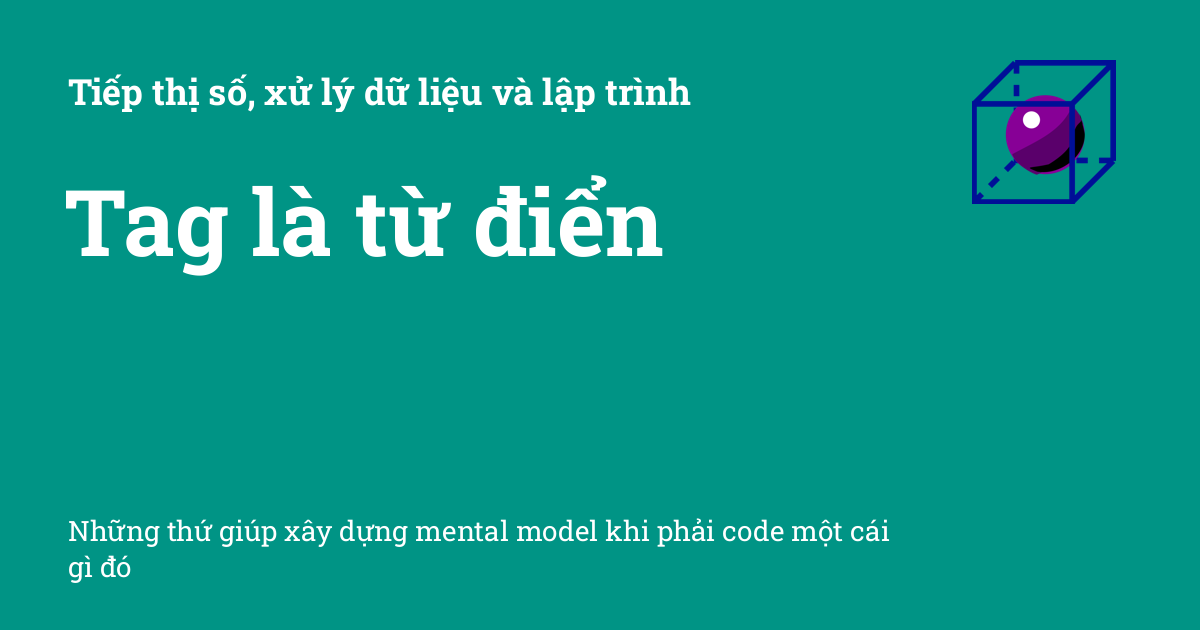 Tiếp thị số, xử lý dữ liệu và lập trình
Tag là từ điển
Những thứ giúp xây dựng mental model khi phải code một cái
gì đó